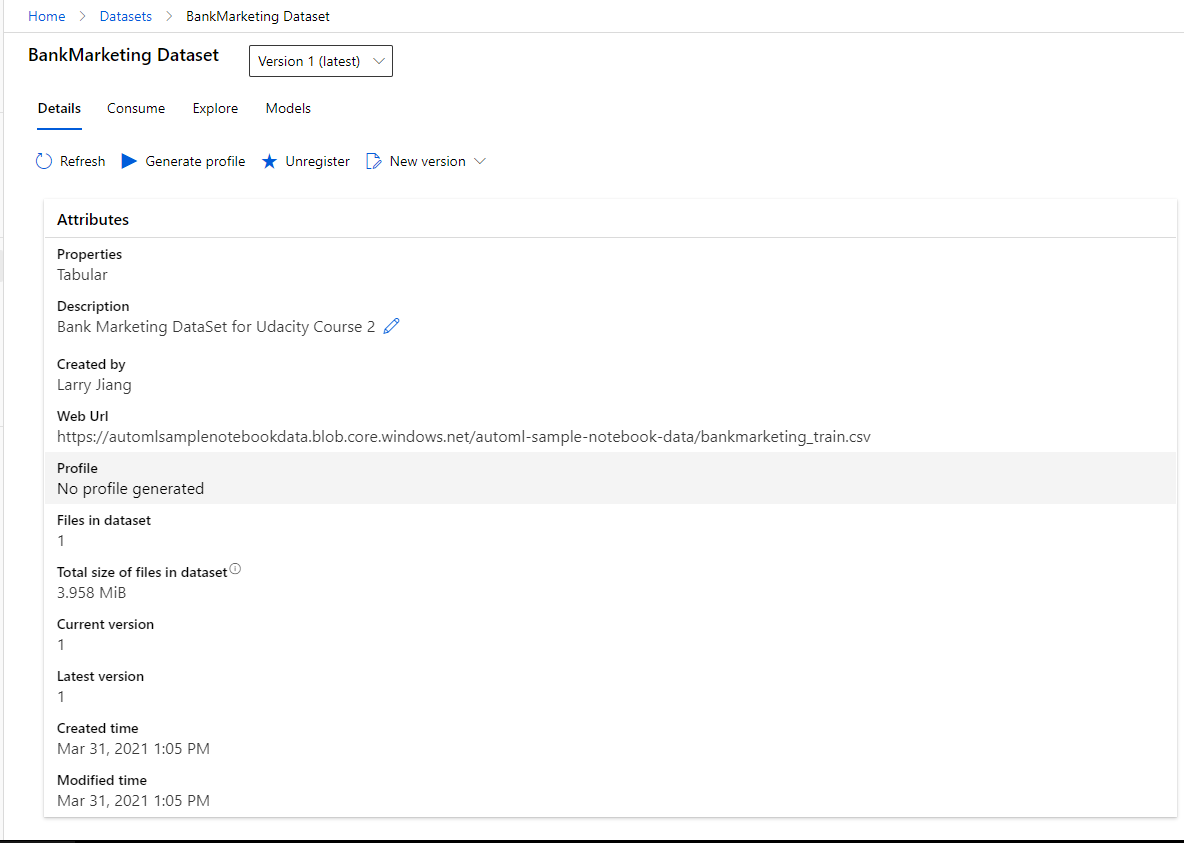 Home > Datasets > BankMarketing Dataset
BankMarketing Dataset Version 1 (latest)
Details Consume Explore Models
Refresh Generate profile Unregister New version
Attributes
Properties
Tabular
Description
Bank Marketing DataSet for Udacity Course 2
Created by
Larry Jiang
Web Url
https://automlsamplenotebookdata.blob.core.windows.net/automl-sample-notebook-data/bankmarketing_train.csv
Profile
No profile generated
Files in dataset
1
Total size of files in dataset
3.958 MiB
Current version
1
Latest version
1
Created time
Mar 31, 2021 1:05 PM
Modified time
Mar 31, 2021 1:05 PM